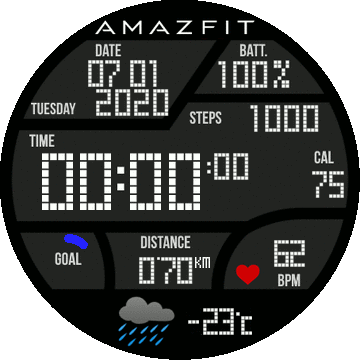 AMAZFIT
DATE
07 01
2020
TUESDAY
BATT.
100%
STEPS 1000
TIME
00:00:00
CAL
75
GOAL
DISTANCE
070KM
62
BPM
-23c